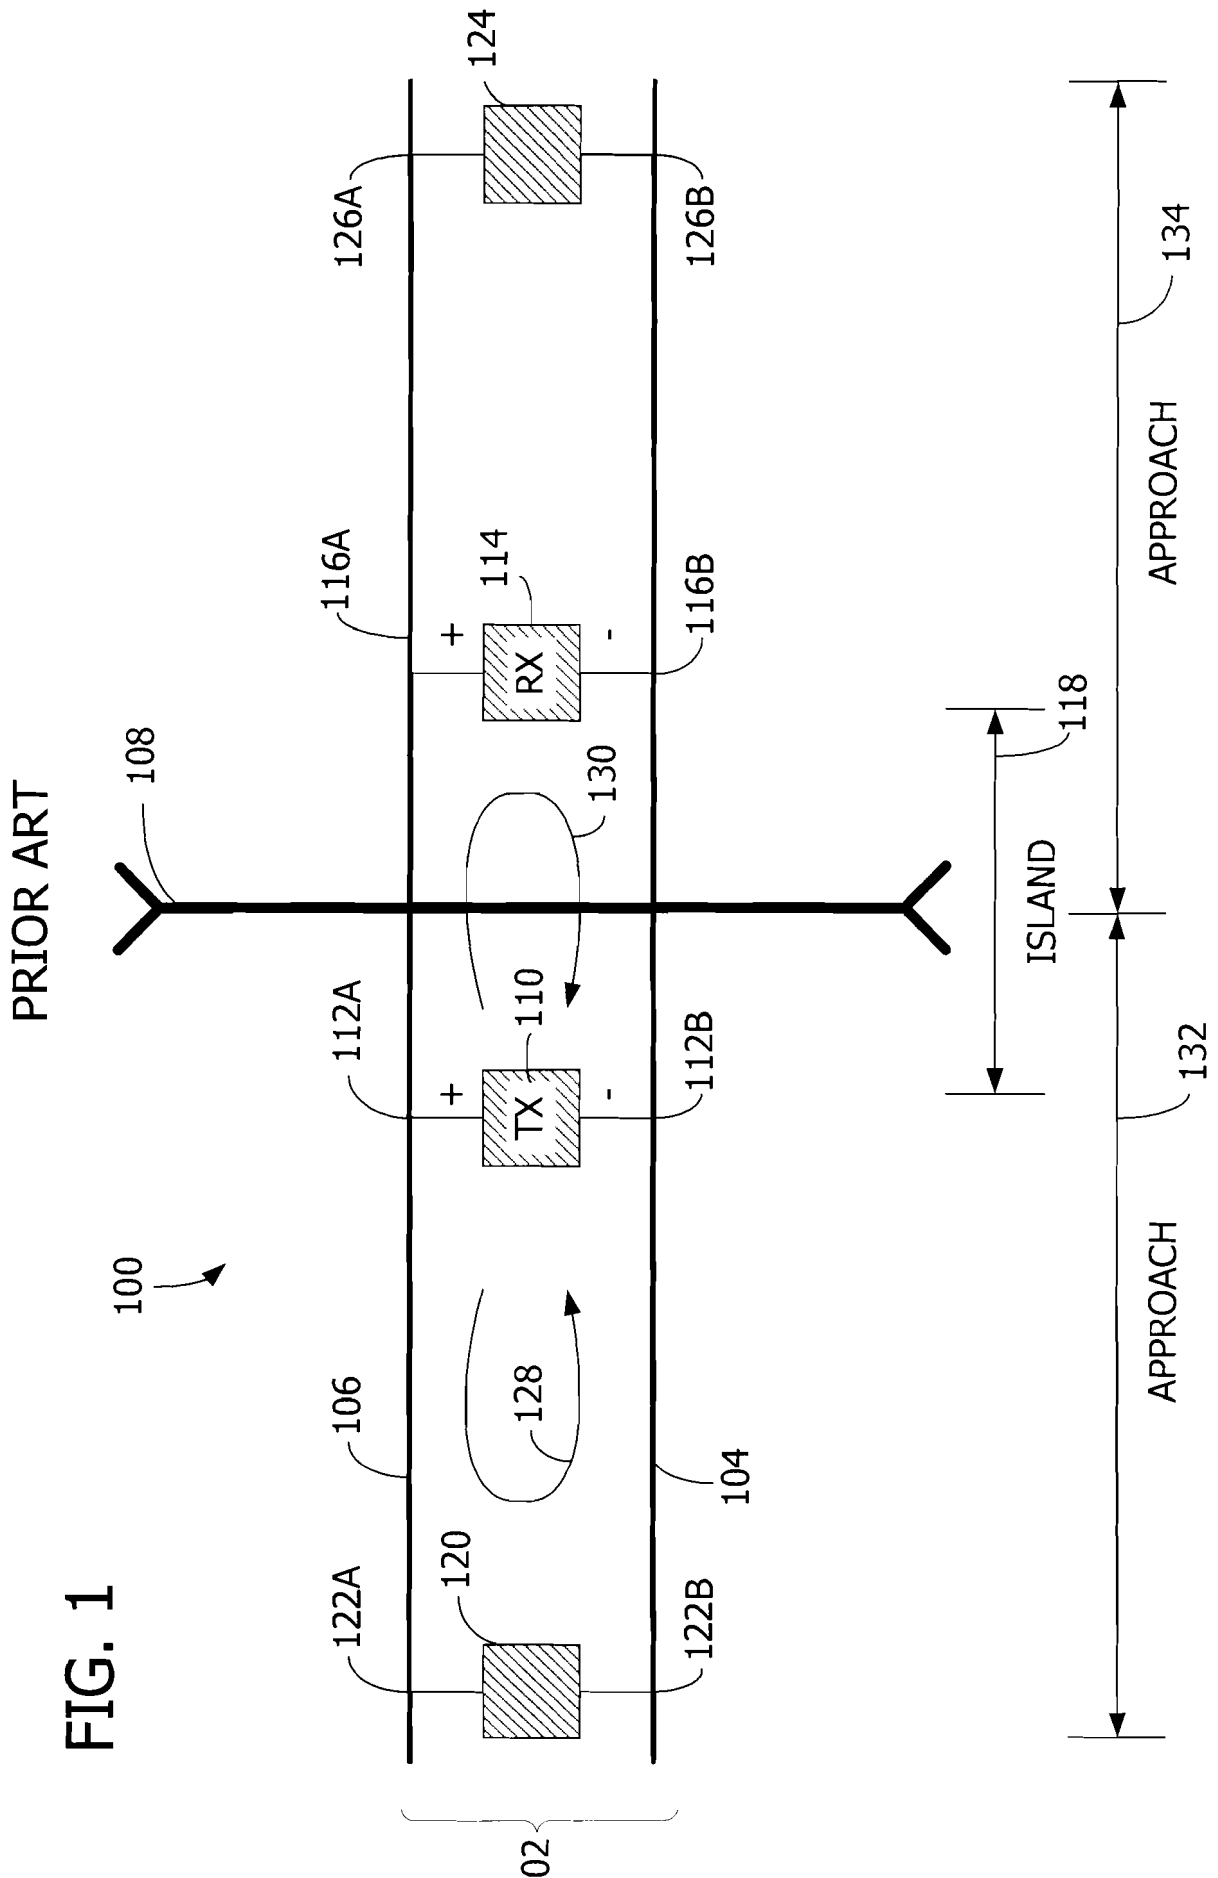 FIG. 1
PRIOR ART
100
108
122A
106
112A
116A
126A
120
124
+
+
110
114
TX
RX
128
130
-
-
02
122B
104
112B
116B
126B
118
ISLAND
132
134
APPROACH
APPROACH